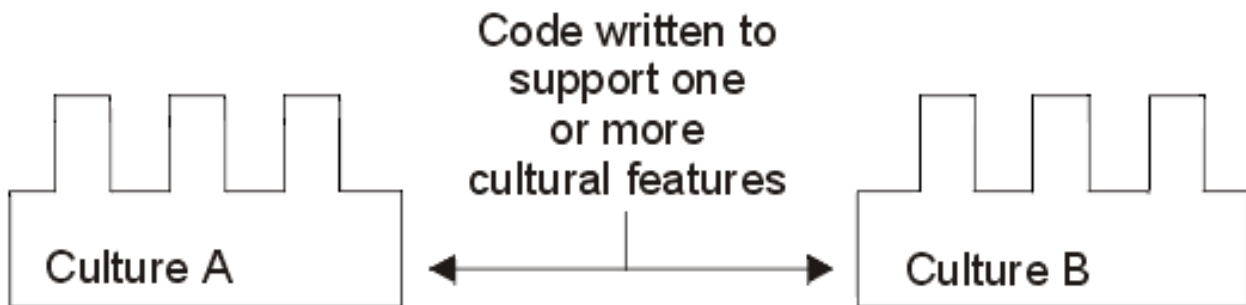 Code written to
support one
or more
cultural features
Culture A
Culture B